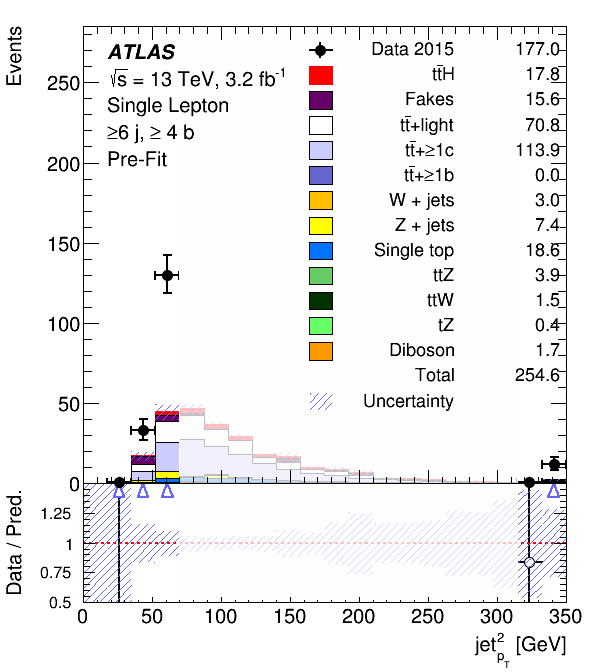 Events
ATLAS
√s = 13 TeV, 3.2 fb⁻¹
Single Lepton
≥6 j, ≥ 4 b
Pre-Fit
Data 2015 177.0
tt̄H 17.8
Fakes 15.6
tt̄+light 70.8
tt̄+≥1c 113.9
tt̄+≥1b 0.0
W + jets 3.0
Z + jets 7.4
Single top 18.6
ttZ 3.9
ttW 1.5
tZ 0.4
Diboson 1.7
Total 254.6
Uncertainty
250
200
150
100
50
0
Data / Pred.
1.25
1
0.75
0.5
0 50 100 150 200 250 300 350
jet²_pT [GeV]